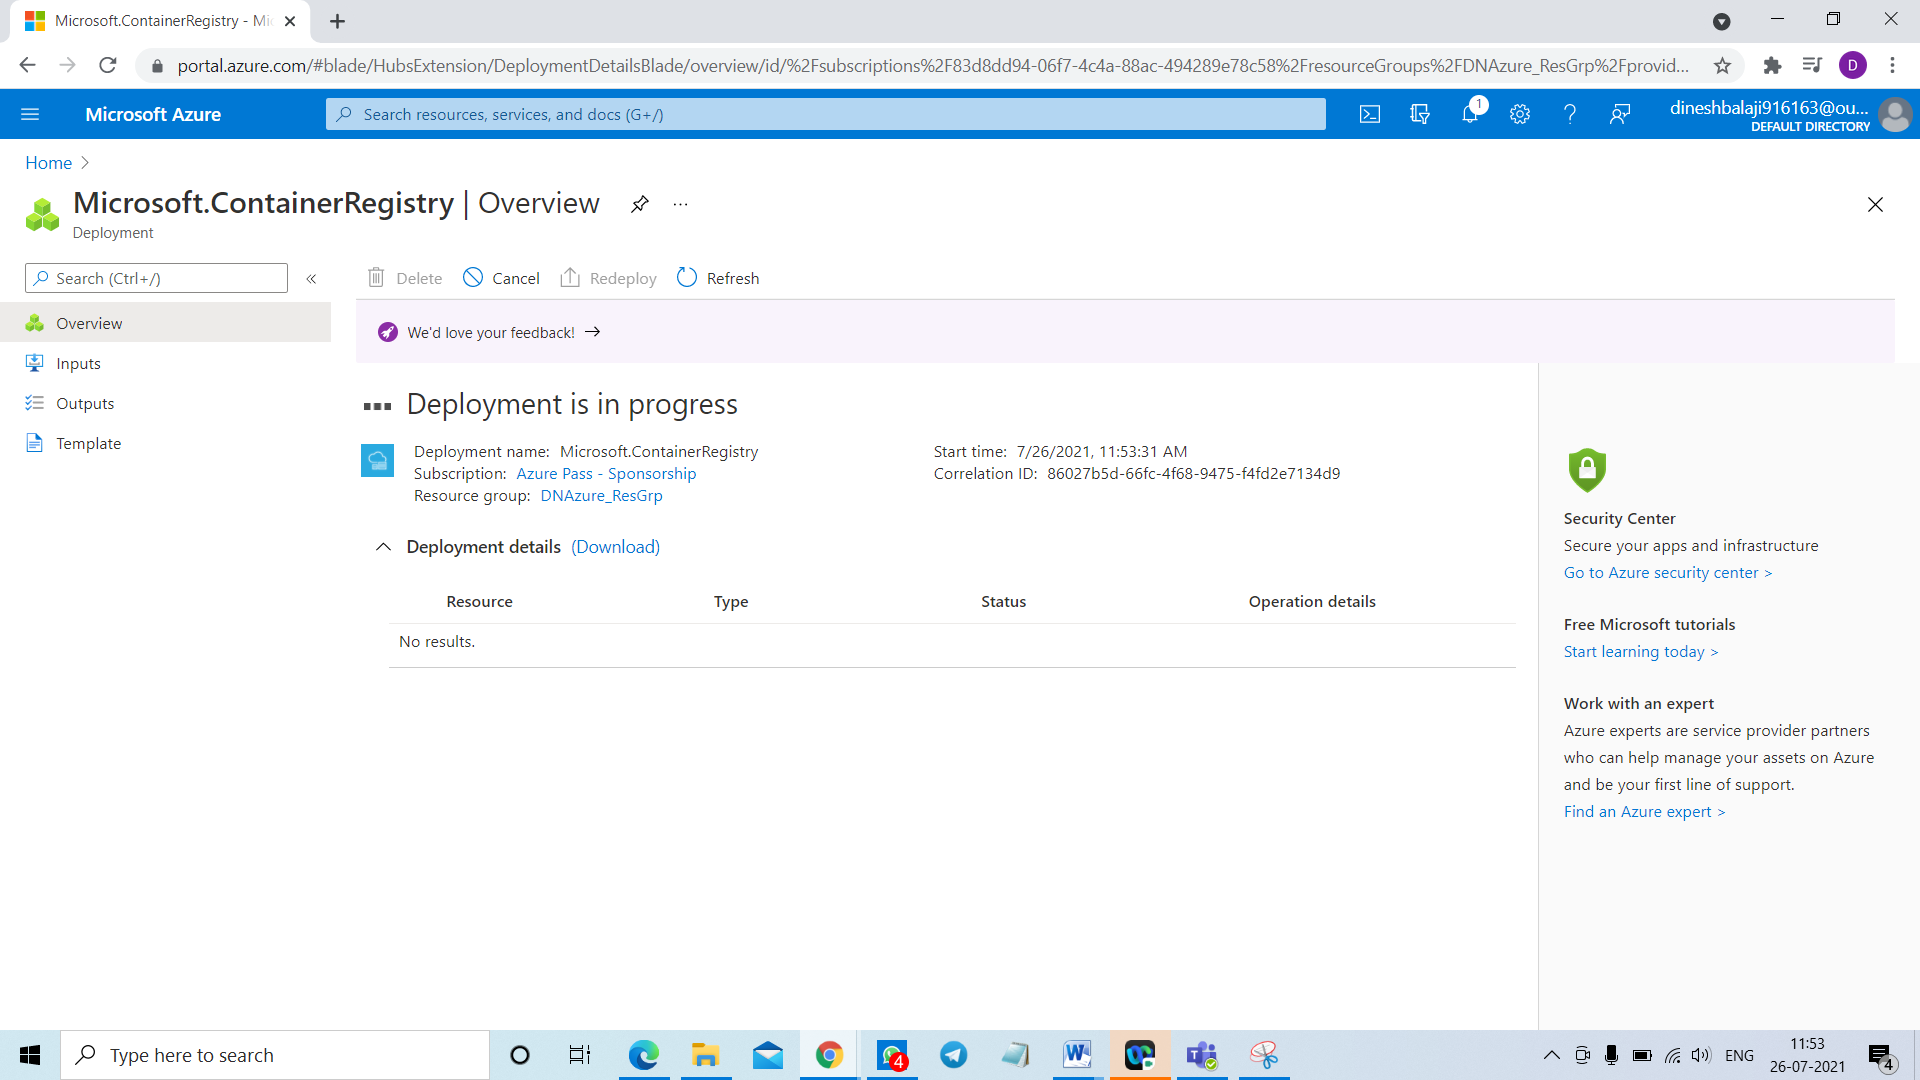 Microsoft.ContainerRegistry - Mi
portal.azure.com/#blade/HubsExtension/DeploymentDetailsBlade/overview/id/%2Fsubscriptions%2F83d8dd94-06f7-4c4a-88ac-494289e78c58%2FresourceGroups%2FDNAzure_ResGrp%2Fprovid...
D
Microsoft Azure
Search resources, services, and docs (G+/)
1
dineshbalaji916163@ou...
DEFAULT DIRECTORY
Home
Microsoft.ContainerRegistry | Overview
Deployment
Search (Ctrl+/)
Overview
Inputs
Outputs
Template
Delete
Cancel
Redeploy
Refresh
We'd love your feedback!
Deployment is in progress
Deployment name: Microsoft.ContainerRegistry
Subscription: Azure Pass - Sponsorship
Resource group: DNAzure_ResGrp
Start time: 7/26/2021, 11:53:31 AM
Correlation ID: 86027b5d-66fc-4f68-9475-f4fd2e7134d9
Deployment details (Download)
Resource Type Status Operation details
No results.
Security Center
Secure your apps and infrastructure
Go to Azure security center >
Free Microsoft tutorials
Start learning today >
Work with an expert
Azure experts are service provider partners
who can help manage your assets on Azure
and be your first line of support.
Find an Azure expert >
Type here to search
4
ENG
11:53
26-07-2021
4